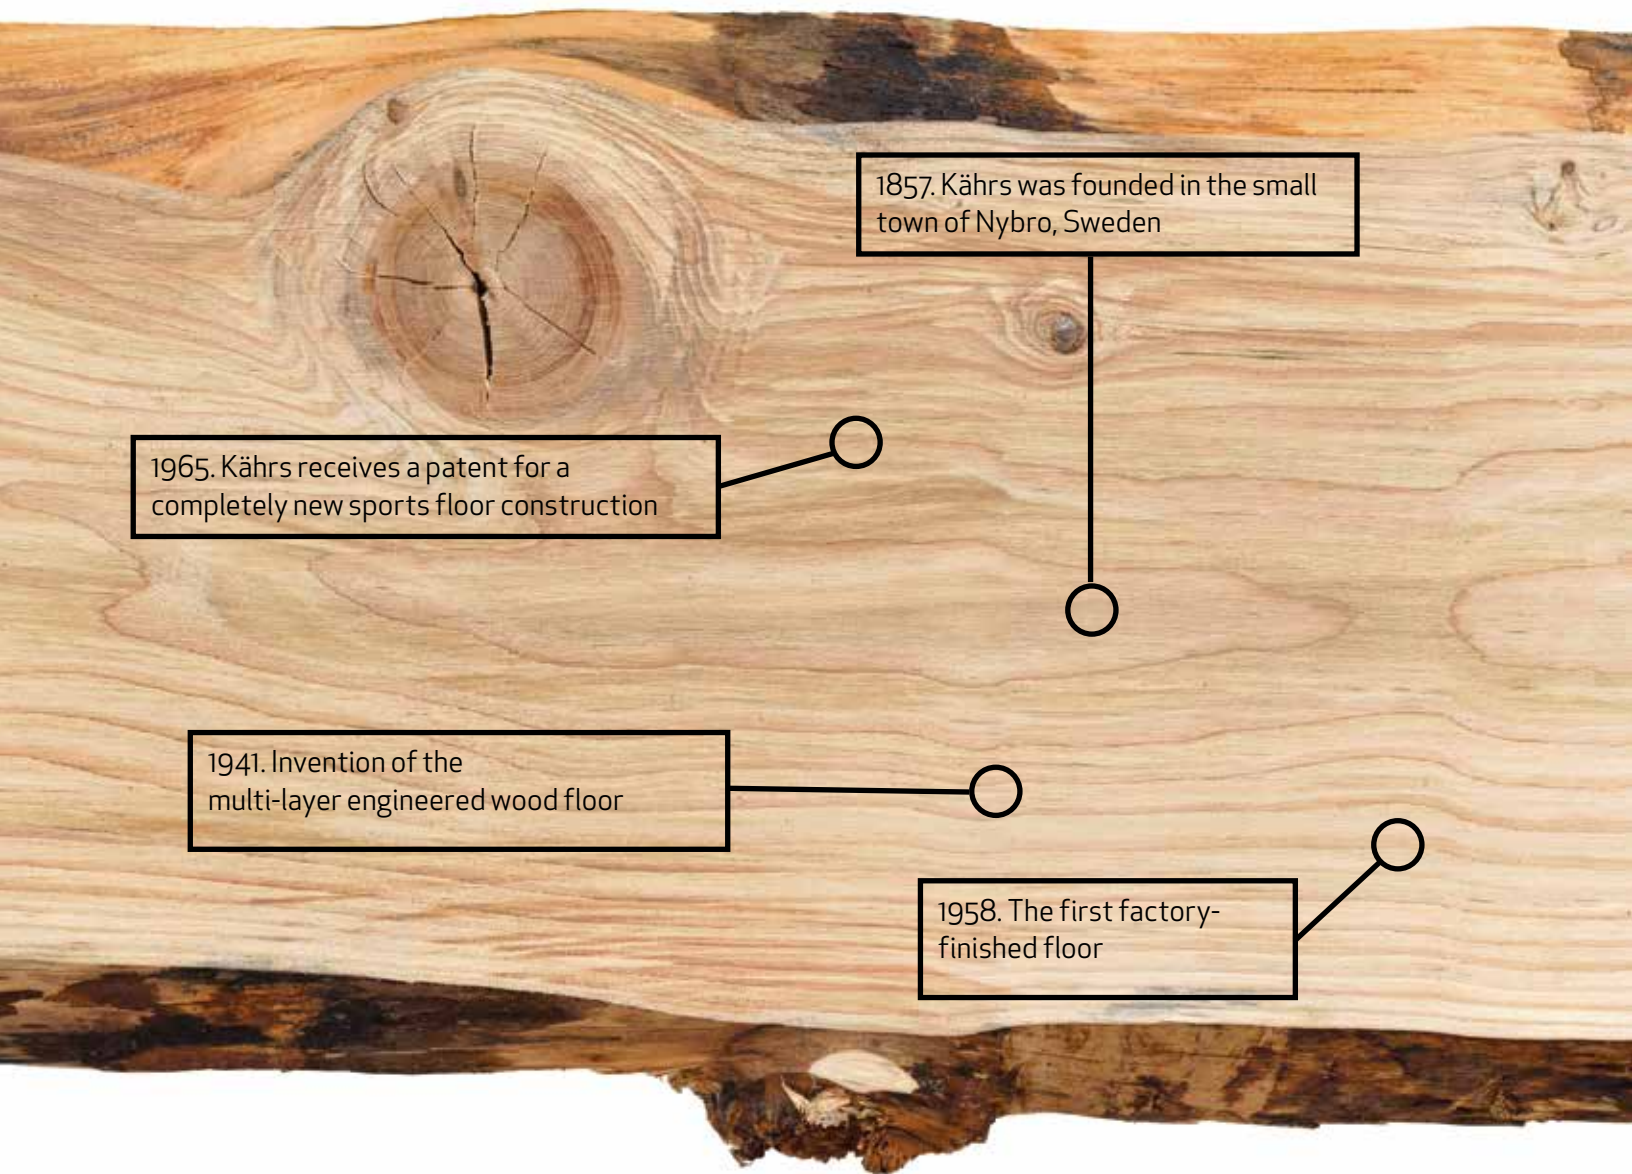 1857. Kährs was founded in the small
town of Nybro, Sweden
1965. Kährs receives a patent for a
completely new sports floor construction
1941. Invention of the
multi-layer engineered wood floor
1958. The first factory-
finished floor